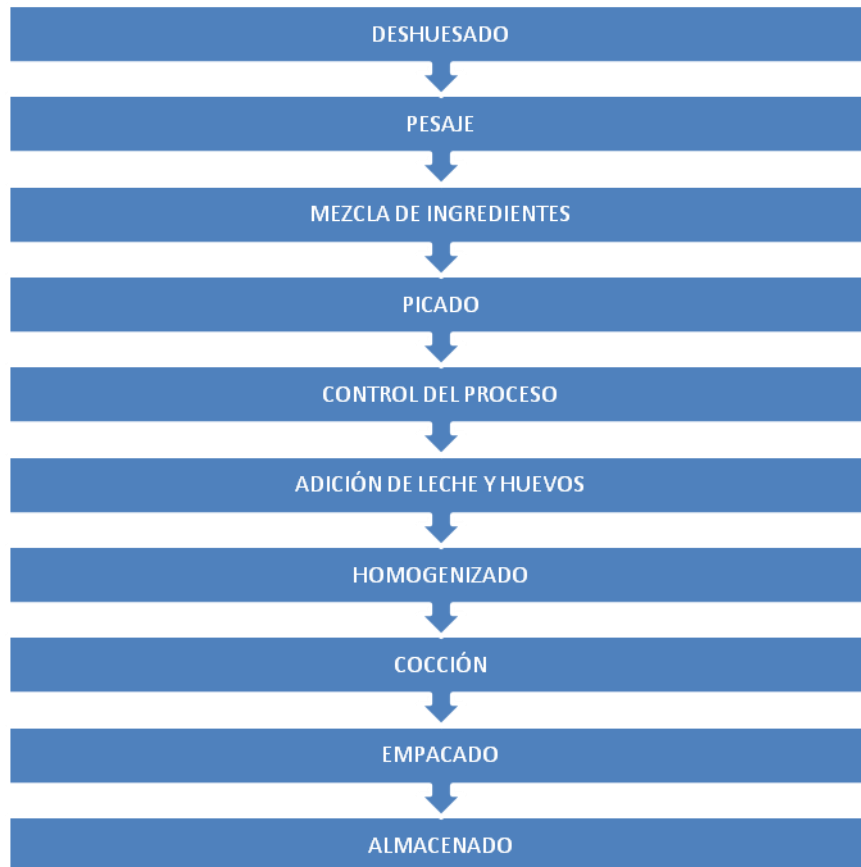 DESHUESADO
PESAJE
MEZCLA DE INGREDIENTES
PICADO
CONTROL DEL PROCESO
ADICIÓN DE LECHE Y HUEVOS
HOMOGENIZADO
COCCIÓN
EMPACADO
ALMACENADO